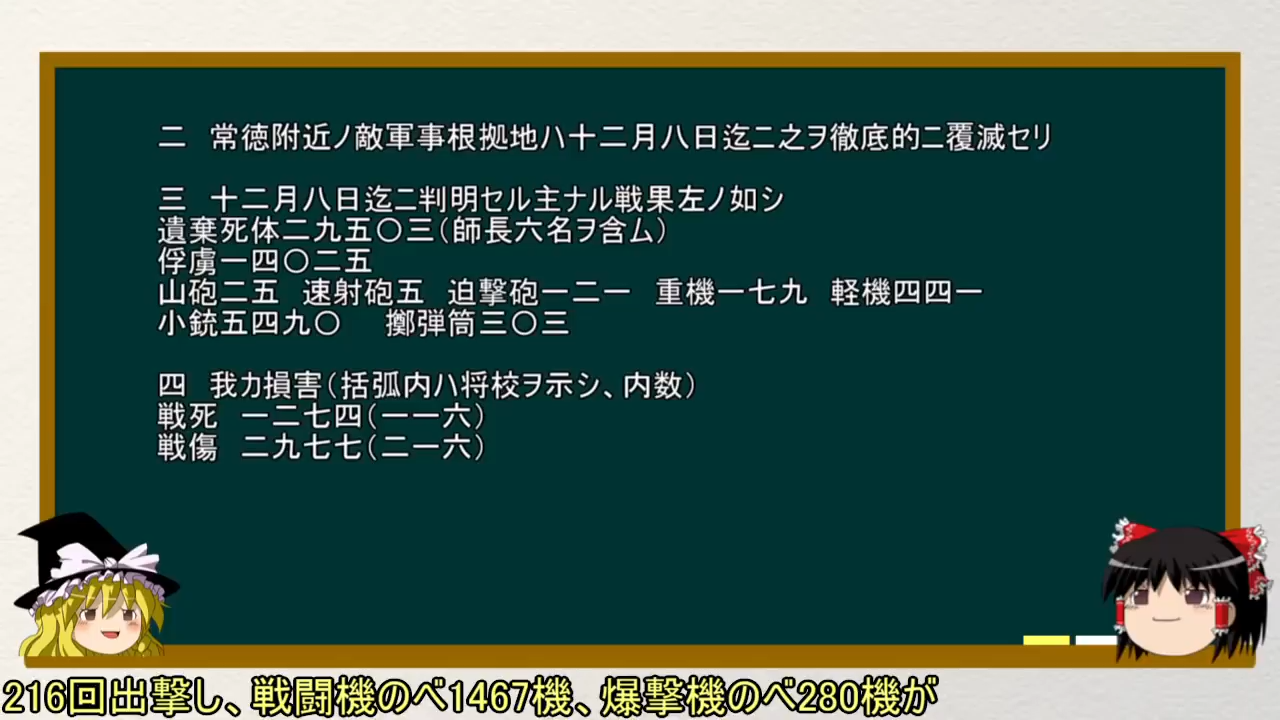 二　常徳附近ノ敵軍事根拠地ハ十二月八日迄ニ之ヲ徹底的ニ覆滅セリ
三　十二月八日迄ニ判明セル主ナル戦果左ノ如シ
遺棄死体二九五〇三（師長六名ヲ含ム）
俘虜一四〇二五
山砲二五　速射砲五　迫撃砲一二一　重機一七九　軽機四四一
小銃五四九〇　擲弾筒三〇三
四　我カ損害（括弧内ハ将校ヲ示シ、内数）
戦死　一二七四（一一六）
戦傷　二九七七（二一六）
216回出撃し、戦闘機のべ1467機、爆撃機のべ280機が